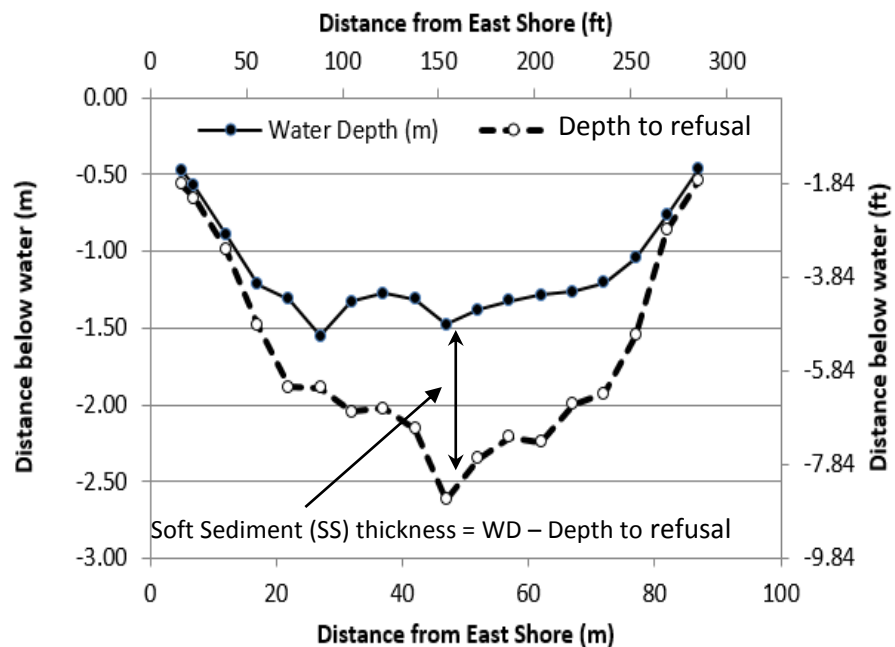 Distance from East Shore (ft)
0 50 100 150 200 250 300
0.00
-0.50
-1.00
-1.50
-2.00
-2.50
-3.00
Distance below water (m)
Water Depth (m) Depth to refusal
Soft Sediment (SS) thickness = WD – Depth to refusal
-1.84
-3.84
-5.84
-7.84
-9.84
Distance below water (ft)
0 20 40 60 80 100
Distance from East Shore (m)